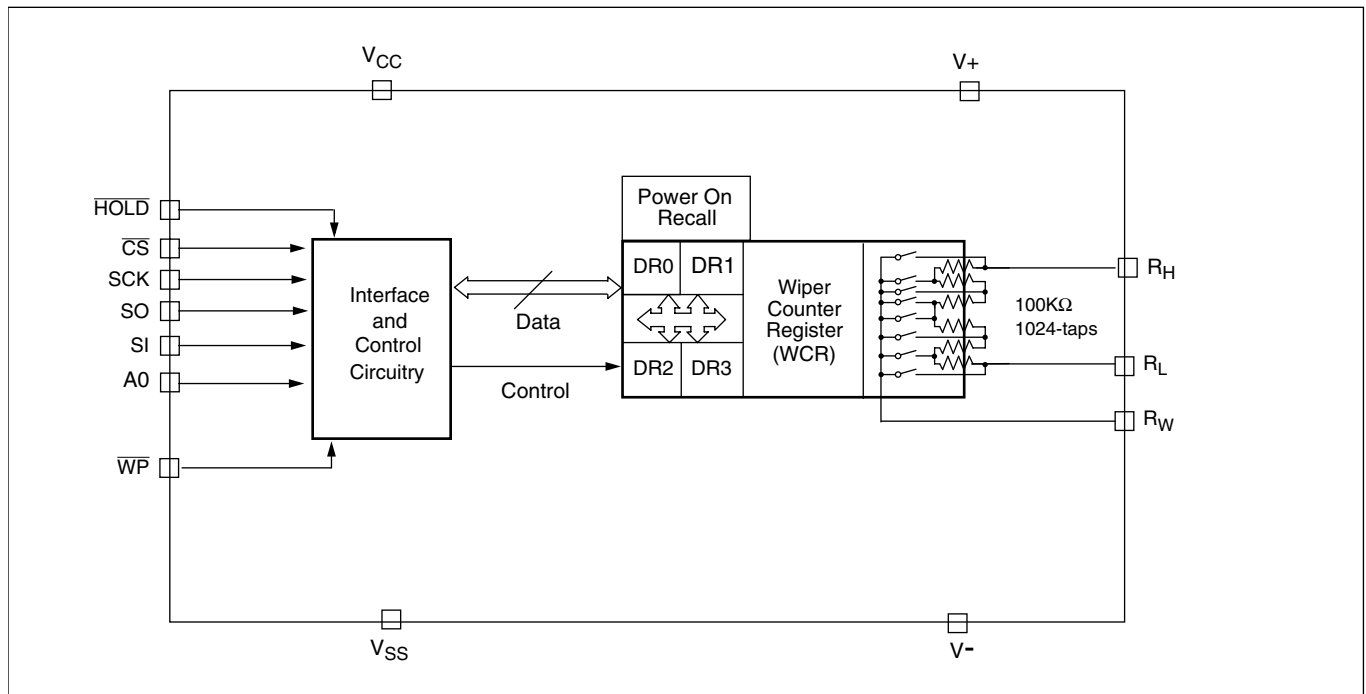 VCC
V+
HOLD
CS
SCK
SO
SI
A0
WP
Interface
and
Control
Circuitry
Data
Control
Power On
Recall
DR0
DR1
DR2
DR3
Wiper
Counter
Register
(WCR)
100KΩ
1024-taps
RH
RL
RW
VSS
V-